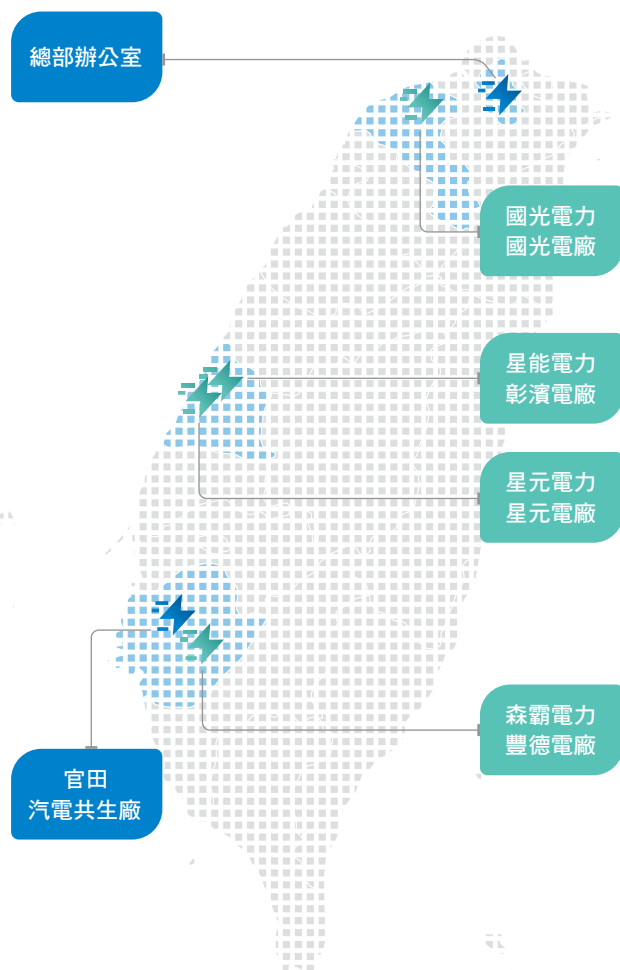 總部辦公室
國光電力
國光電廠
星能電力
彰濱電廠
星元電力
星元電廠
森霸電力
豐德電廠
官田
汽電共生廠